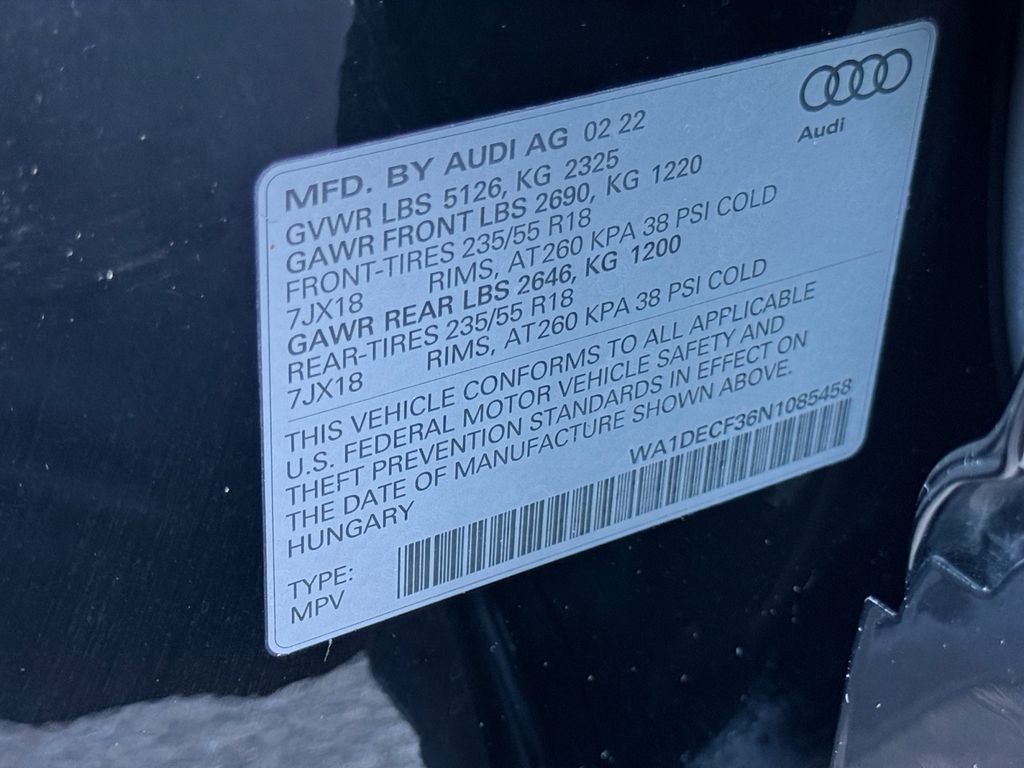 Audi
MFD. BY AUDI AG 02 22
GVWR LBS 5126, KG 2325
GAWR FRONT LBS 2690, KG 1220
FRONT-TIRES 235/55 R18
7JX18 RIMS, AT260 KPA 38 PSI COLD
GAWR REAR LBS 2646, KG 1200
REAR-TIRES 235/55 R18
7JX18 RIMS, AT260 KPA 38 PSI COLD
THIS VEHICLE CONFORMS TO ALL APPLICABLE
U.S. FEDERAL MOTOR VEHICLE SAFETY AND
THEFT PREVENTION STANDARDS IN EFFECT ON
THE DATE OF MANUFACTURE SHOWN ABOVE.
HUNGARY
WA1DECF36N1085458
TYPE:
MPV